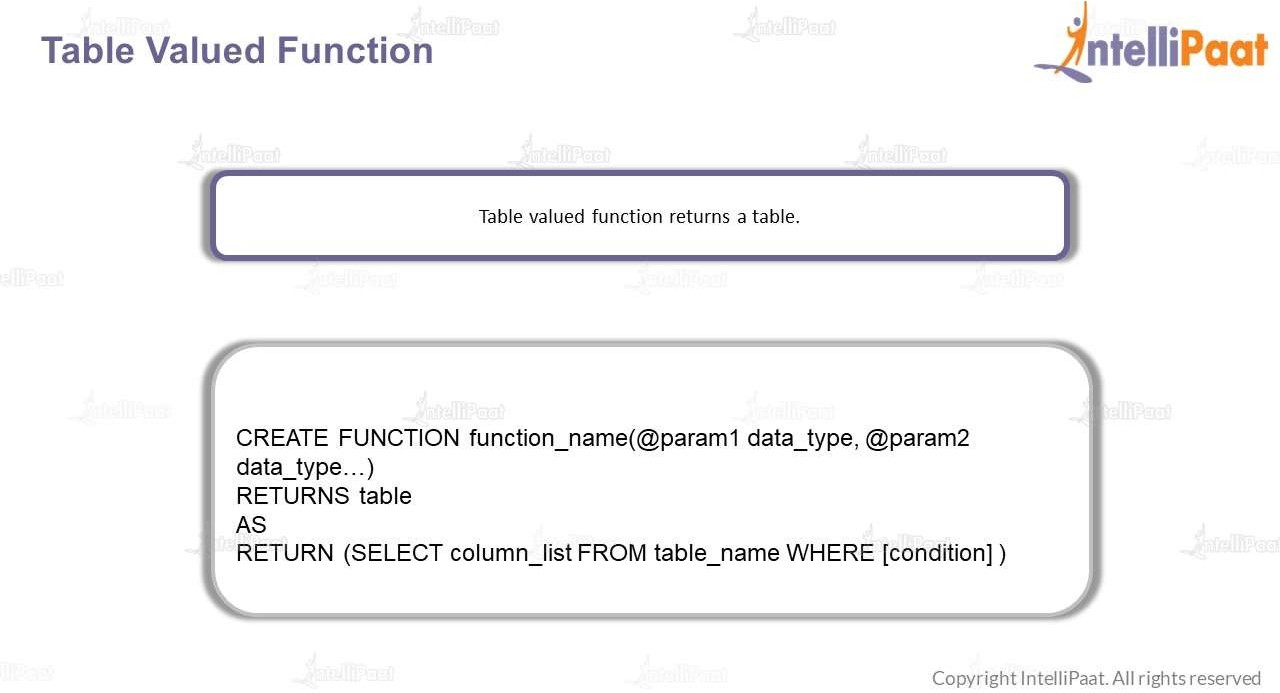 Table Valued Function
IntelliPaat
Table valued function returns a table.
CREATE FUNCTION function_name(@param1 data_type, @param2
data_type…)
RETURNS table
AS
RETURN (SELECT column_list FROM table_name WHERE [condition] )
Copyright IntelliPaat. All rights reserved